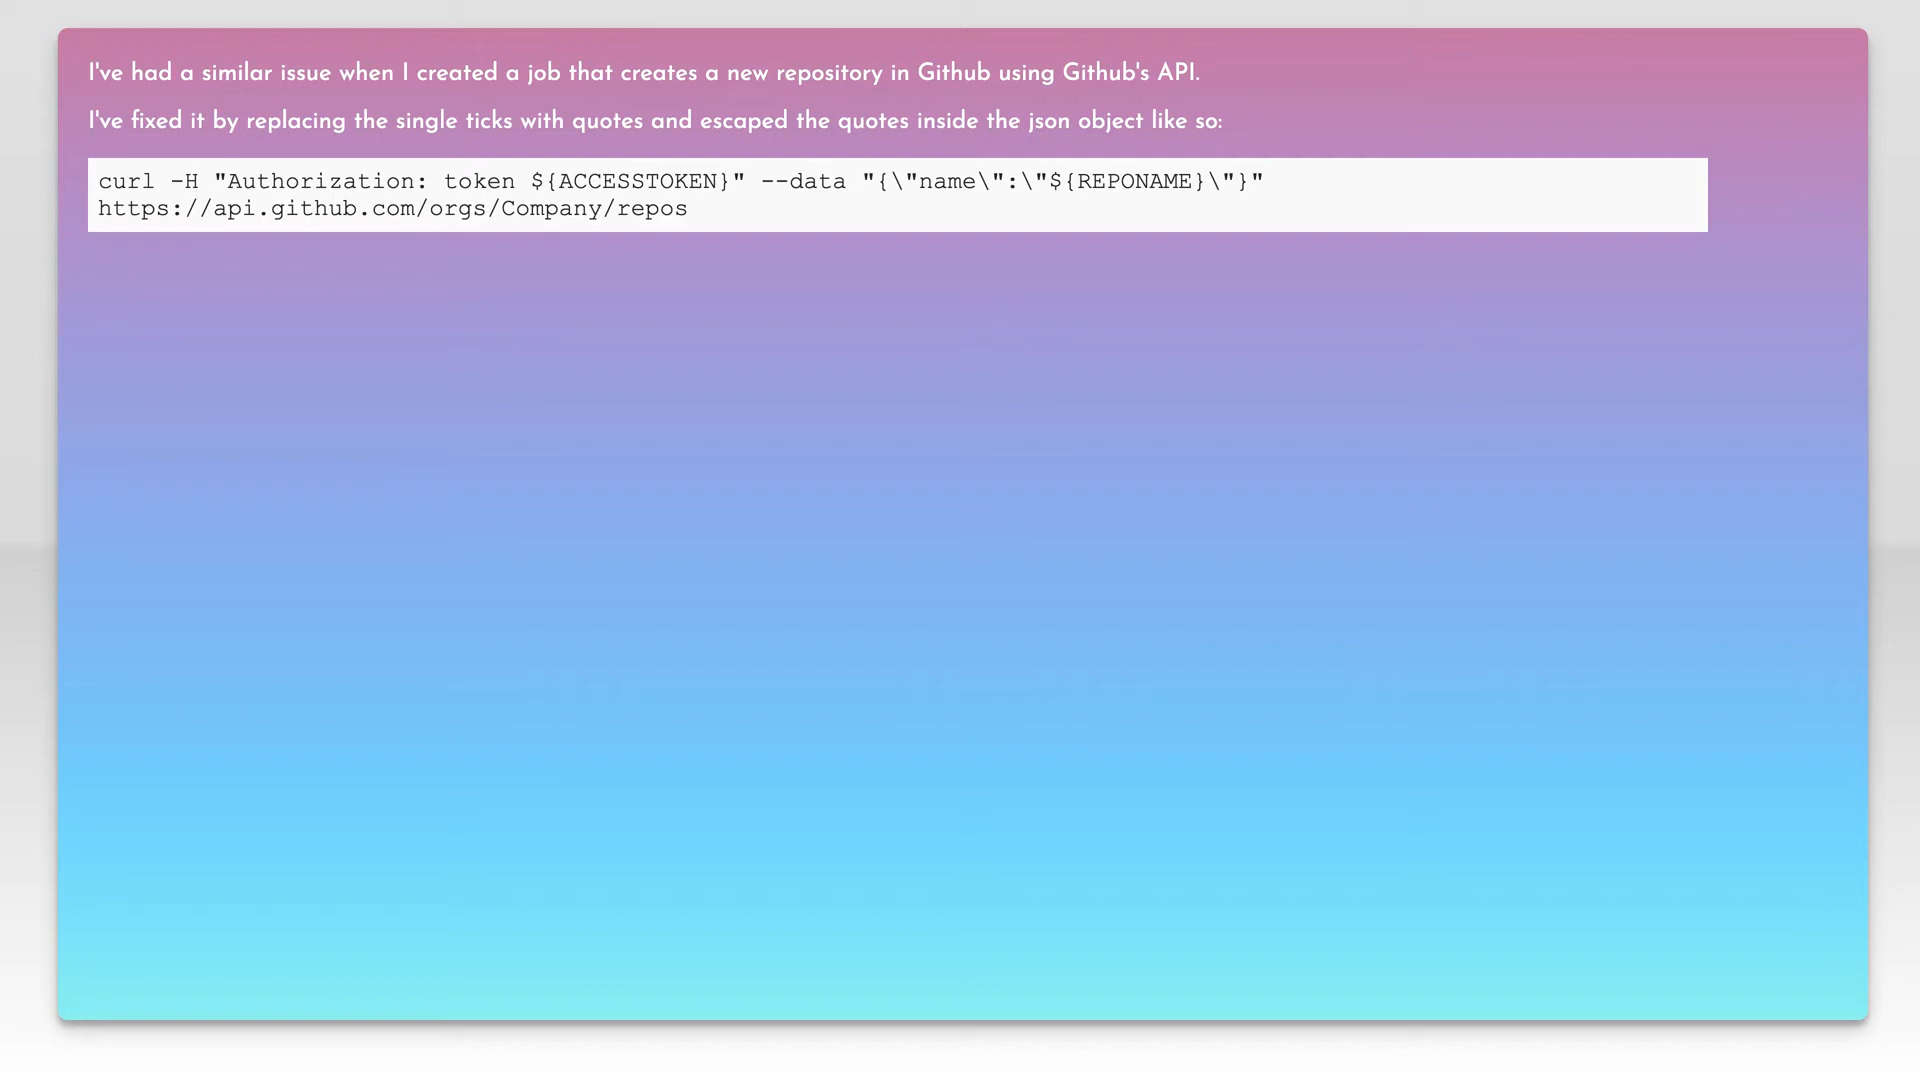 I've had a similar issue when I created a job that creates a new repository in Github using Github's API.
I've fixed it by replacing the single ticks with quotes and escaped the quotes inside the json object like so:
curl -H "Authorization: token ${ACCESSTOKEN}" --data "{\"name\":\"${REPONAME}\"}"
https://api.github.com/orgs/Company/repos